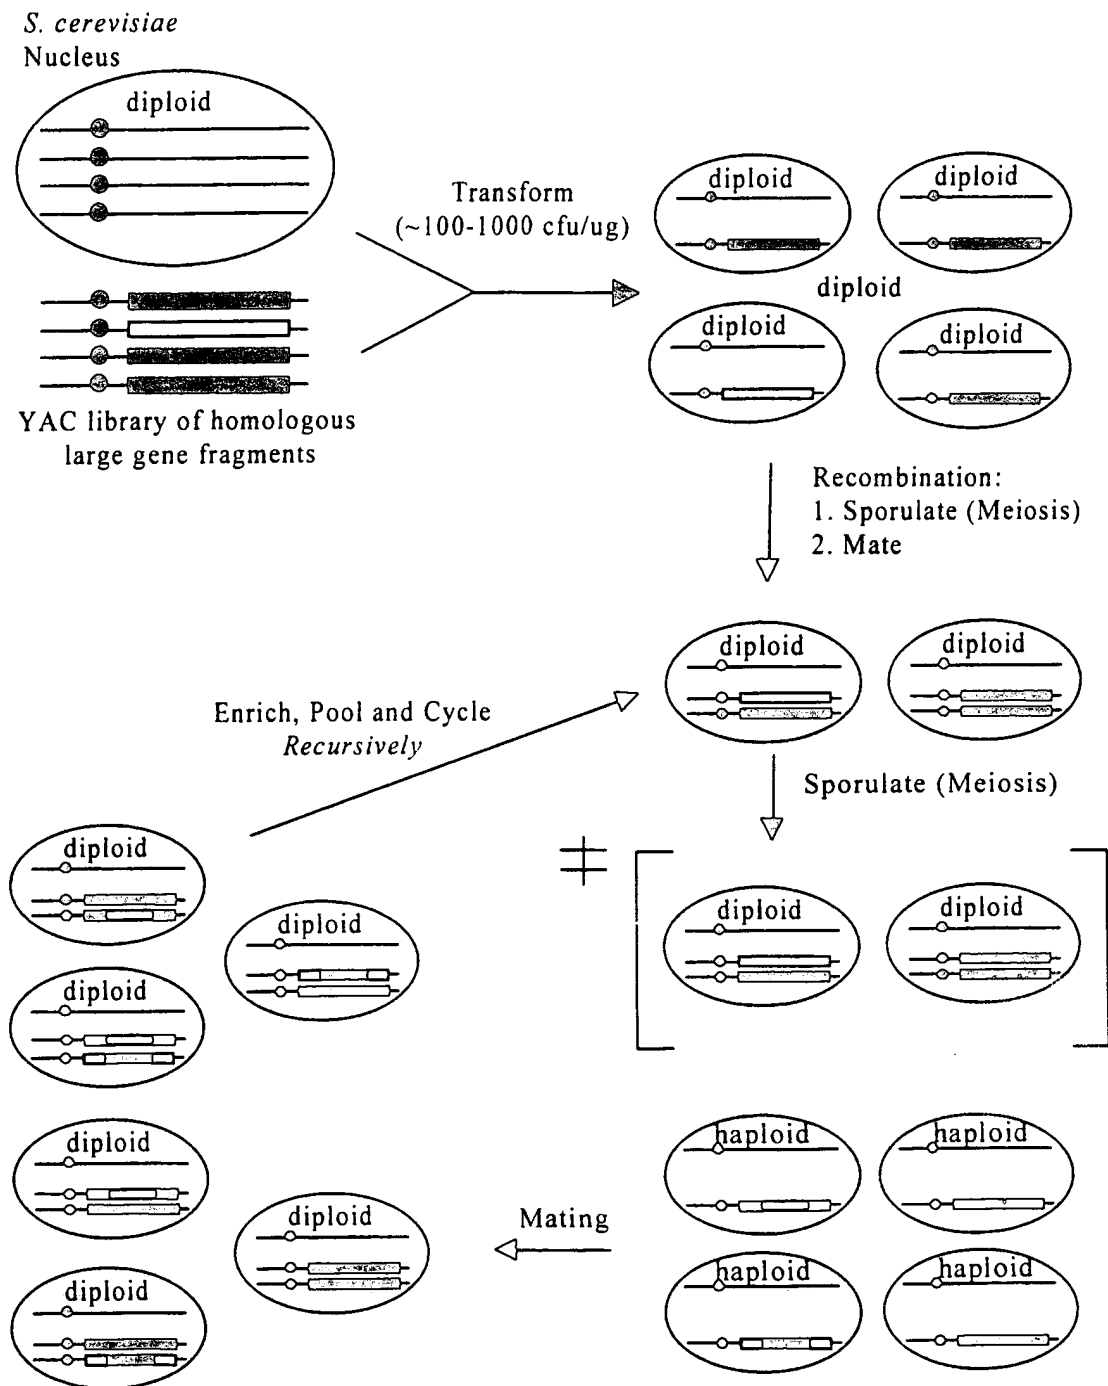 S. cerevisiae
Nucleus
diploid
Transform
(~100-1000 cfu/ug)
YAC library of homologous
large gene fragments
diploid
diploid
diploid
diploid
diploid
Recombination:
1. Sporulate (Meiosis)
2. Mate
diploid
diploid
Enrich, Pool and Cycle
Recursively
Sporulate (Meiosis)
diploid
diploid
diploid
diploid
diploid
diploid
diploid
diploid
Mating
haploid
haploid
haploid
haploid